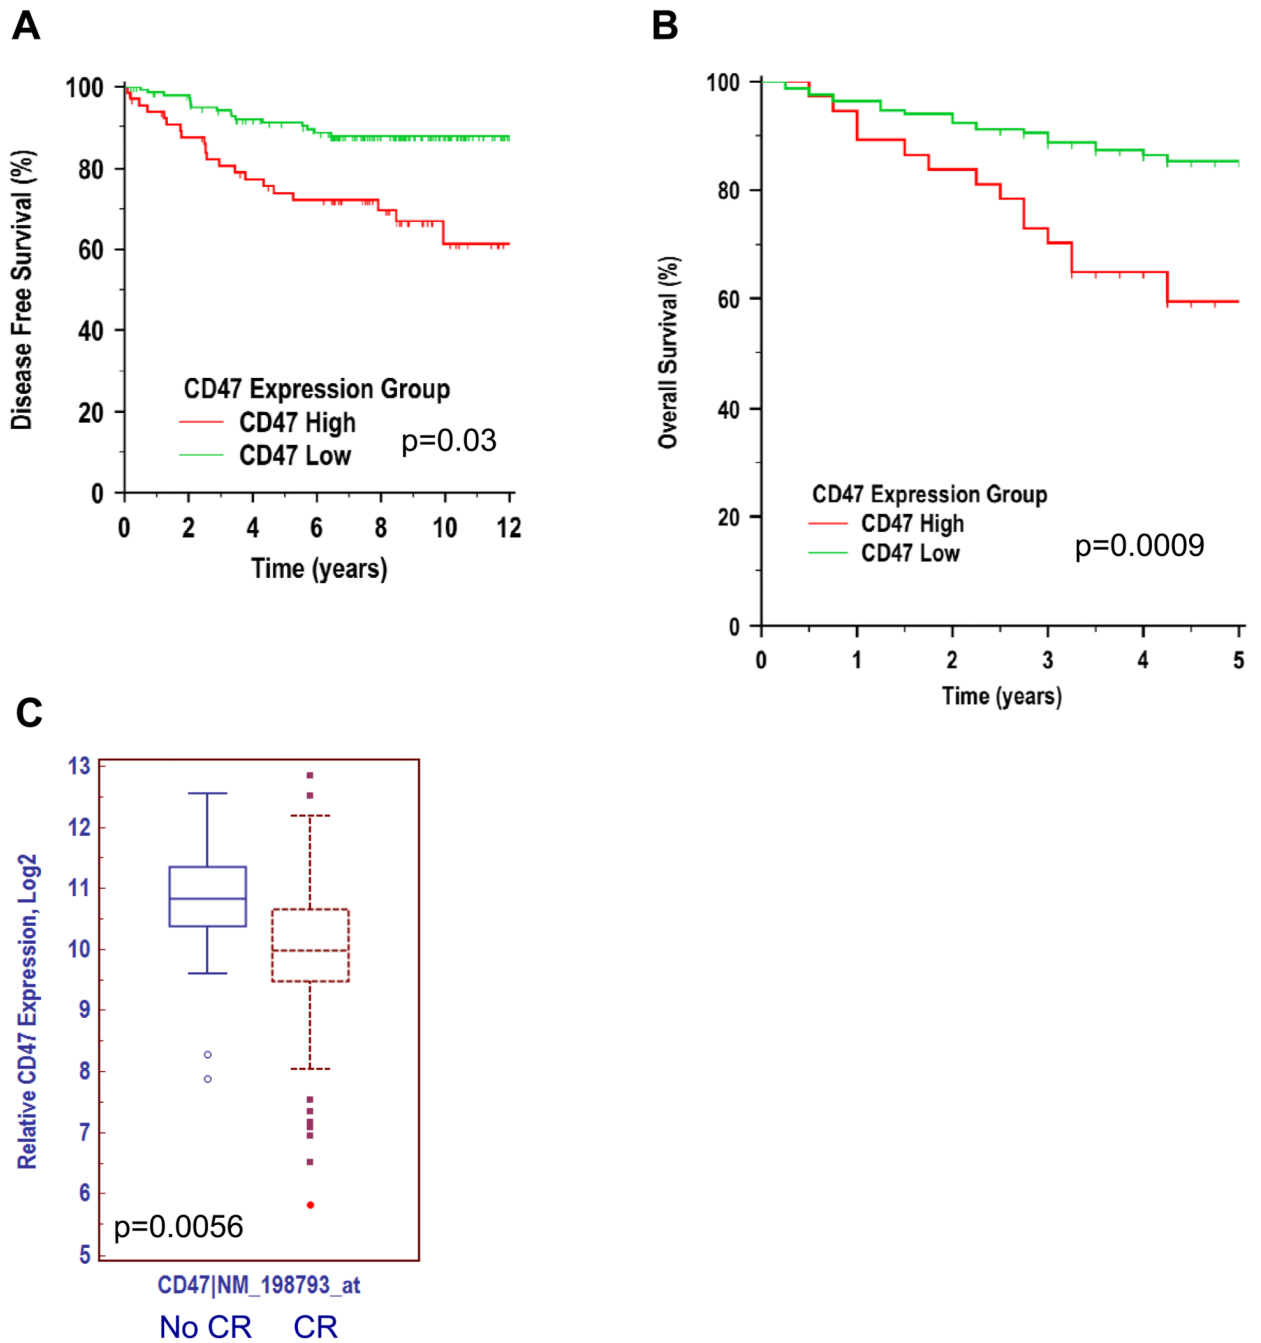 A
100
80
60
40
20
0
Disease Free Survival (%)
CD47 Expression Group
CD47 High
CD47 Low
p=0.03
0 2 4 6 8 10 12
Time (years)
B
100
80
60
40
20
0
Overall Survival (%)
CD47 Expression Group
CD47 High
CD47 Low
p=0.0009
0 1 2 3 4 5
Time (years)
C
13
12
11
10
9
8
7
6
5
Relative CD47 Expression, Log2
p=0.0056
CD47|NM_198793_at
No CR CR